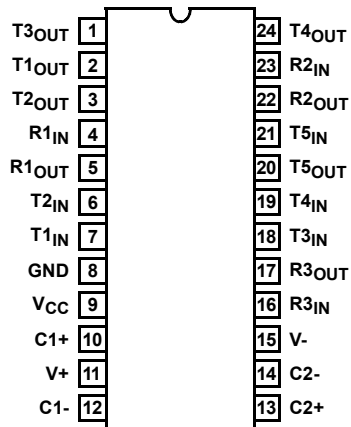 T3OUT 1 24 T4OUT
T1OUT 2 23 R2IN
T2OUT 3 22 R2OUT
R1IN 4 21 T5IN
R1OUT 5 20 T5OUT
T2IN 6 19 T4IN
T1IN 7 18 T3IN
GND 8 17 R3OUT
VCC 9 16 R3IN
C1+ 10 15 V-
V+ 11 14 C2-
C1- 12 13 C2+